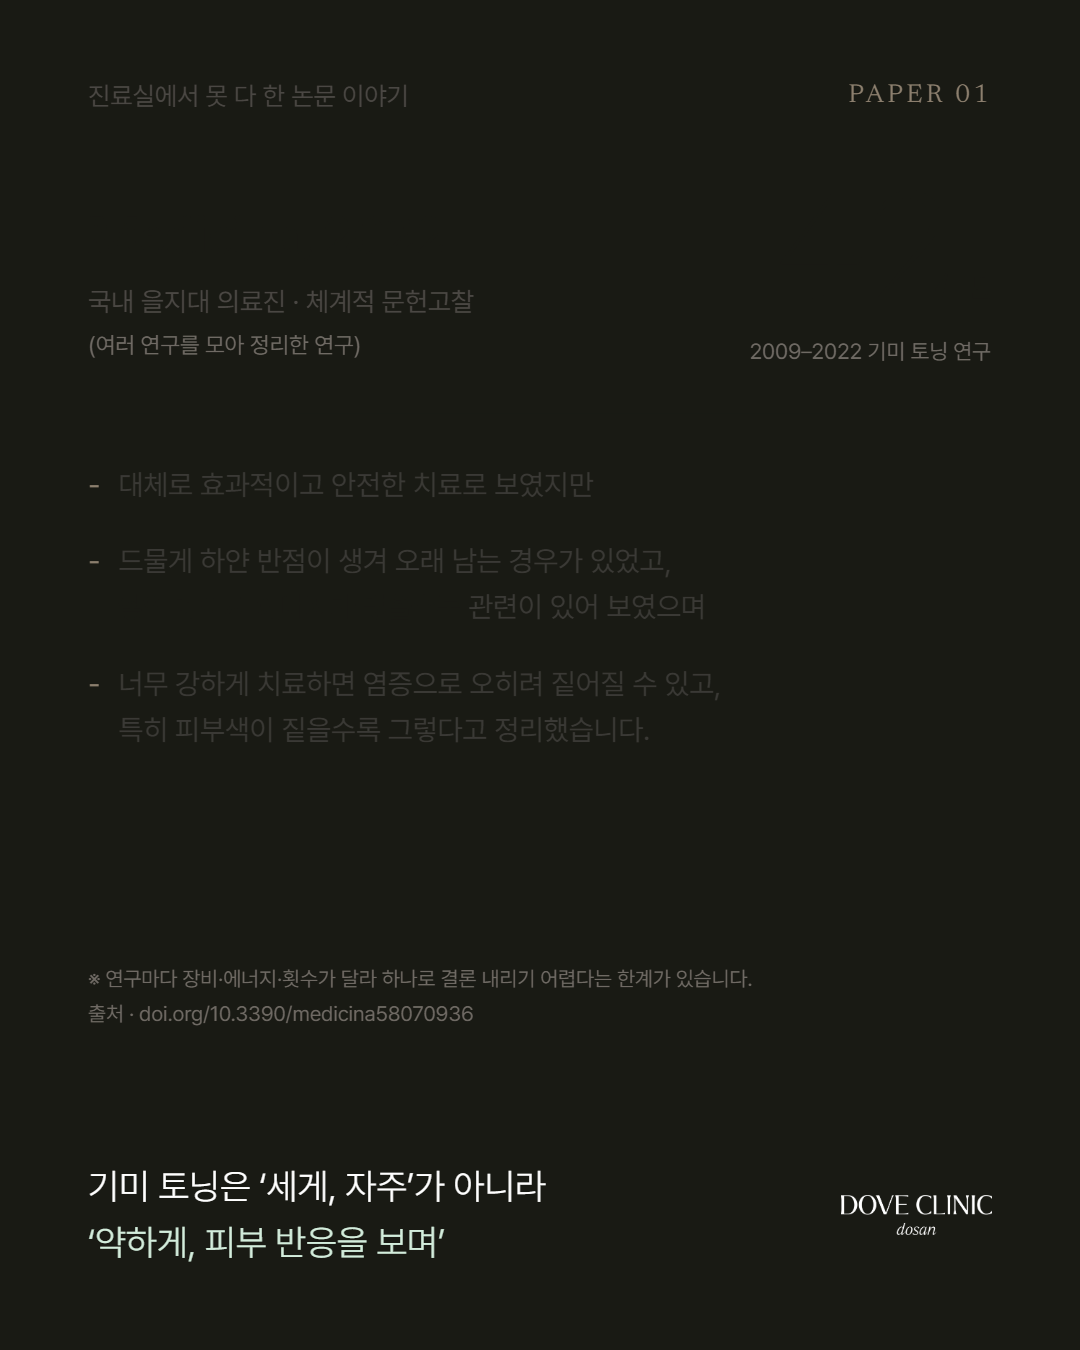 진료실에서 못 다 한 논문 이야기
PAPER 01
국내 을지대 의료진 · 체계적 문헌고찰
(여러 연구를 모아 정리한 연구)
2009–2022 기미 토닝 연구
- 대체로 효과적이고 안전한 치료로 보였지만
- 드물게 하얀 반점이 생겨 오래 남는 경우가 있었고,
관련이 있어 보였으며
- 너무 강하게 치료하면 염증으로 오히려 짙어질 수 있고,
특히 피부색이 짙을수록 그렇다고 정리했습니다.
※ 연구마다 장비·에너지·횟수가 달라 하나로 결론 내리기 어렵다는 한계가 있습니다.
출처 · doi.org/10.3390/medicina58070936
기미 토닝은 ‘세게, 자주’가 아니라
‘약하게, 피부 반응을 보며’
DOVE CLINIC
dosan